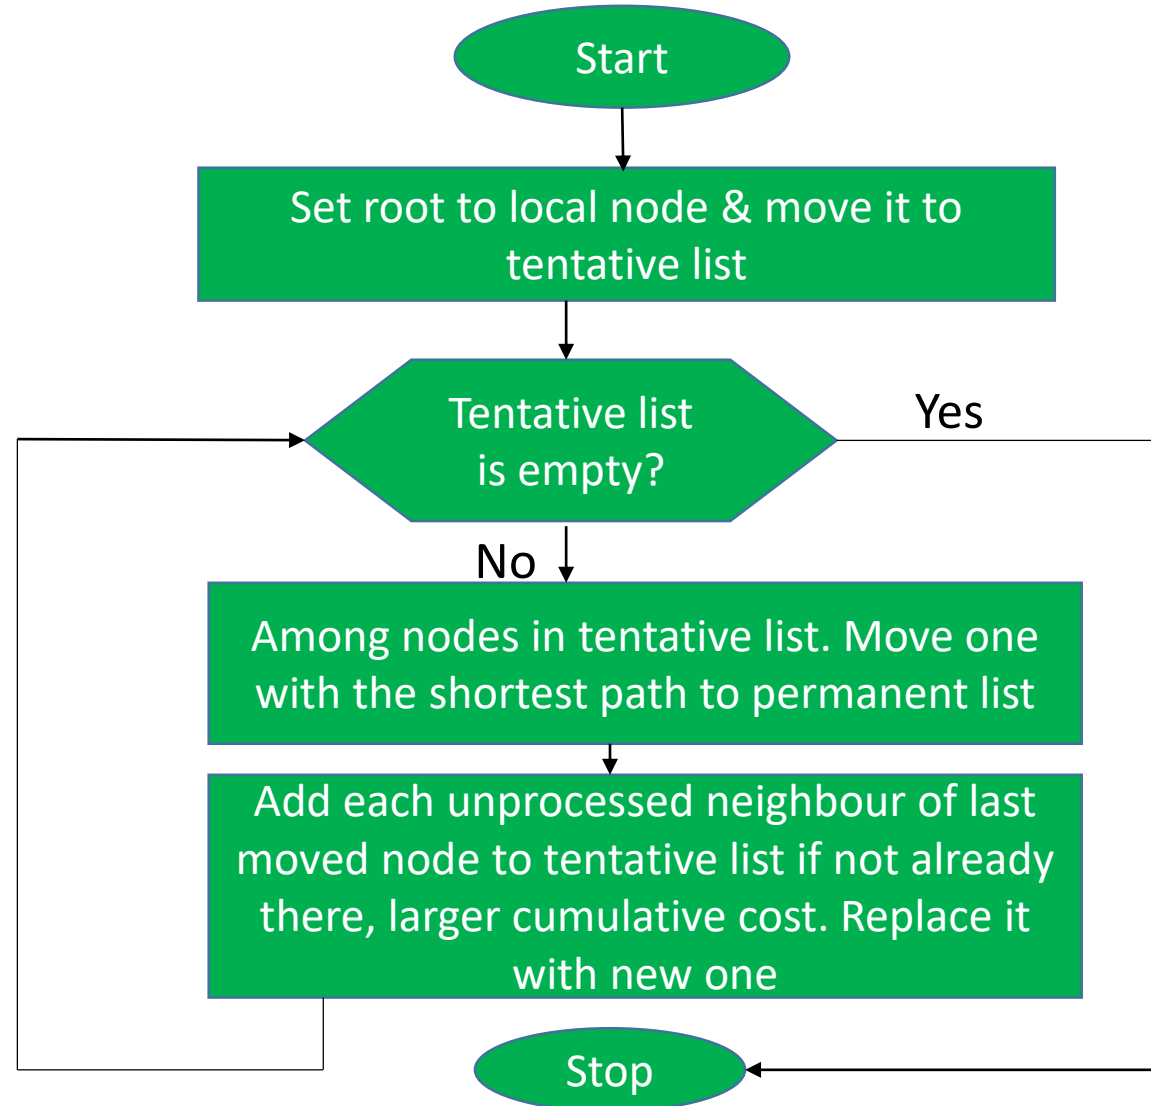 Start
Set root to local node & move it to
tentative list
Tentative list
is empty?
Yes
No
Among nodes in tentative list. Move one
with the shortest path to permanent list
Add each unprocessed neighbour of last
moved node to tentative list if not already
there, larger cumulative cost. Replace it
with new one
Stop